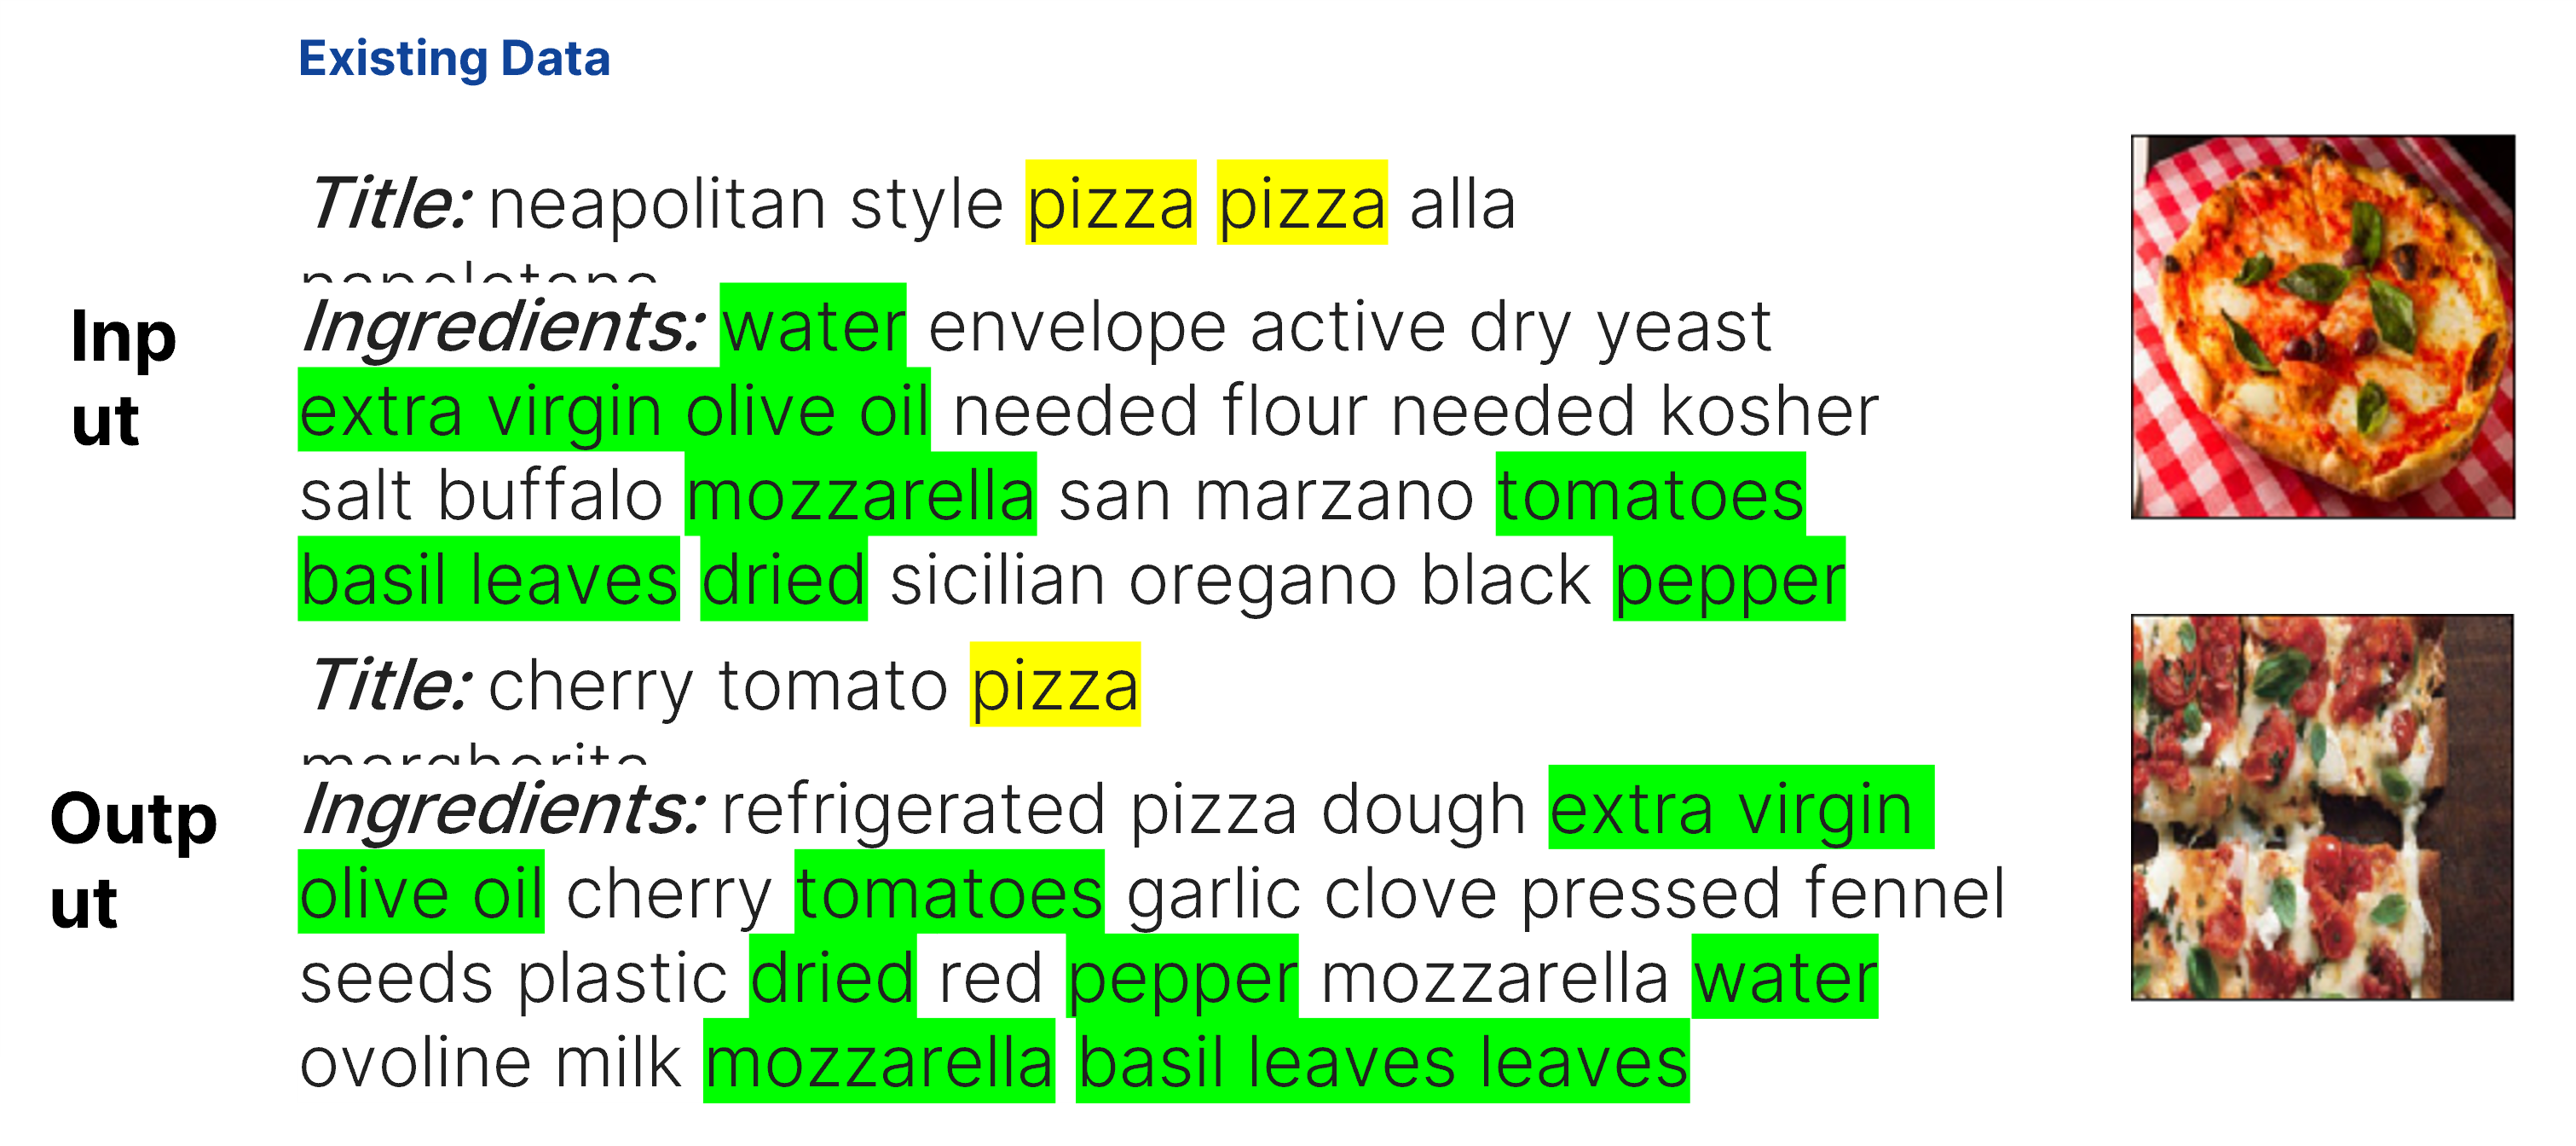 Existing Data
Title: neapolitan style pizza pizza alla
napoletana
Inp
ut
Ingredients: water envelope active dry yeast
extra virgin olive oil needed flour needed kosher
salt buffalo mozzarella san marzano tomatoes
basil leaves dried sicilian oregano black pepper
Title: cherry tomato pizza
margherita
Outp
ut
Ingredients: refrigerated pizza dough extra virgin
olive oil cherry tomatoes garlic clove pressed fennel
seeds plastic dried red pepper mozzarella water
ovoline milk mozzarella basil leaves leaves